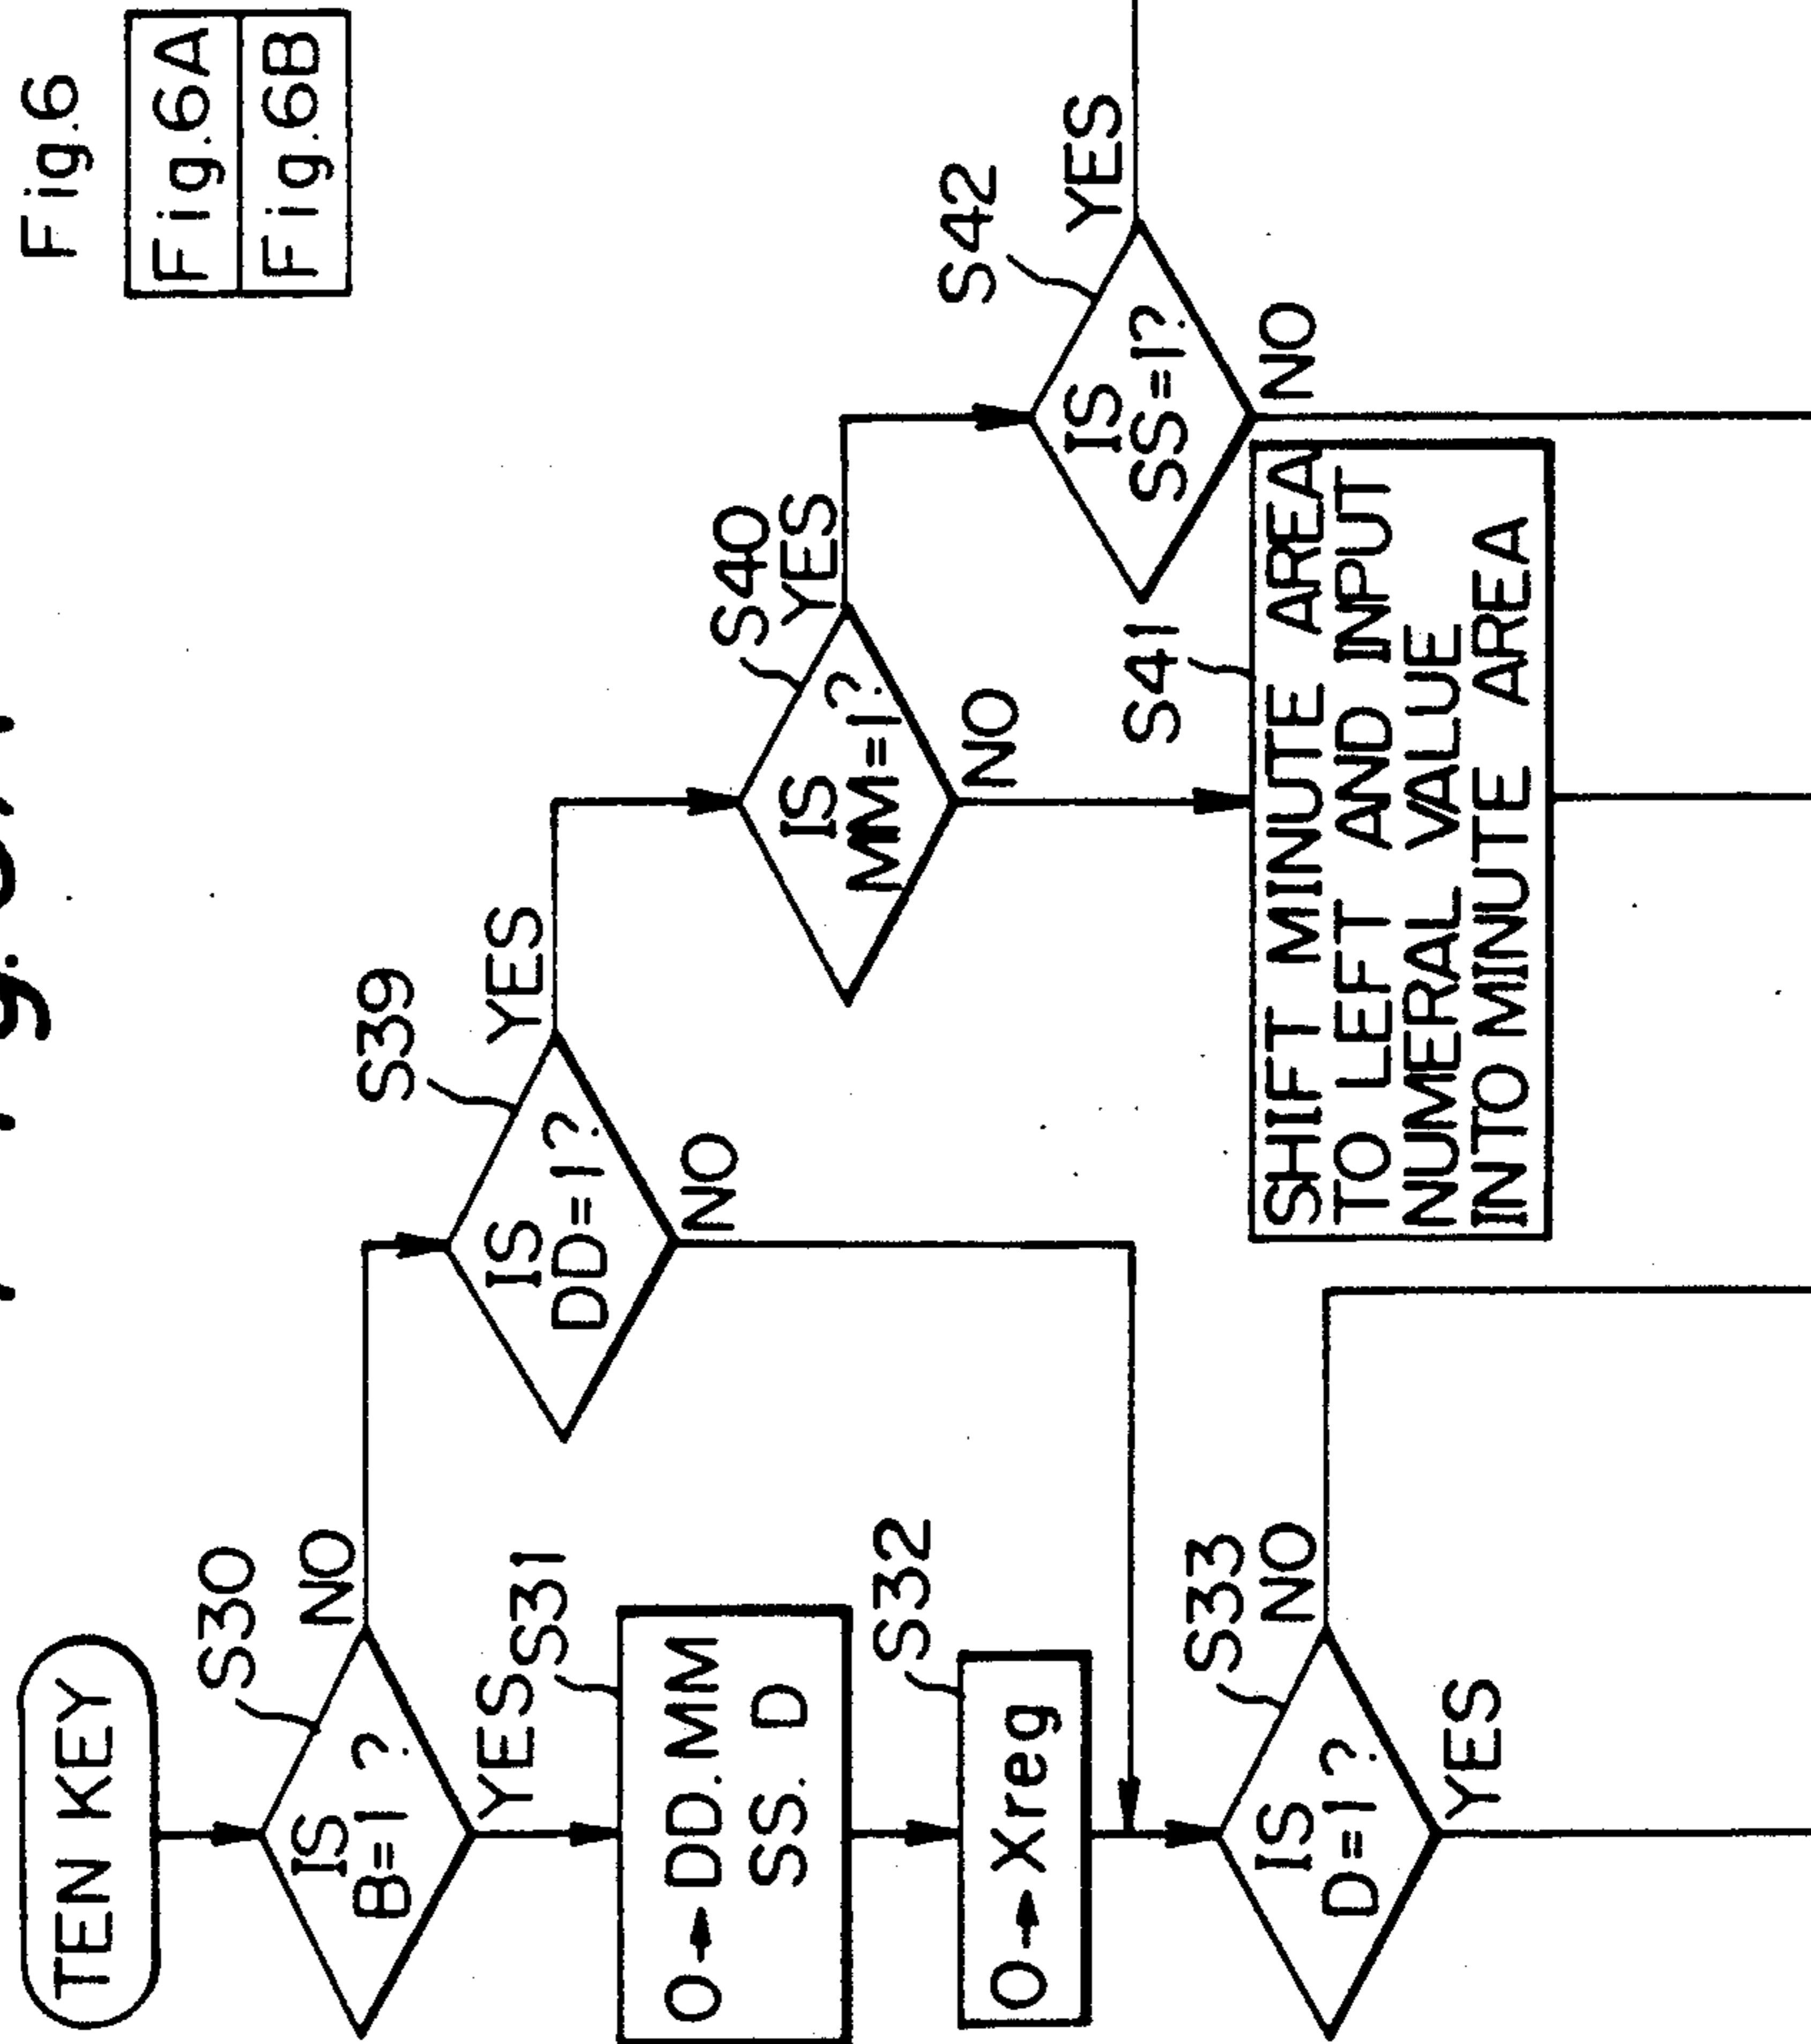 Fig.6
Fig.6A
Fig.6B
TEN KEY
S30
IS
B=1?
NO
YES
S31
0→DD.MM
SS. D
S32
0→Xreg
S33
IS
D=1?
NO
YES
S39
IS
DD=1?
YES
NO
S40
IS
MM=1?
YES
NO
S41
SHIFT MINUTE AREA
TO LEFT AND INPUT
NUMERAL VALUE
INTO MINUTE AREA
S42
IS
SS=1?
YES
NO